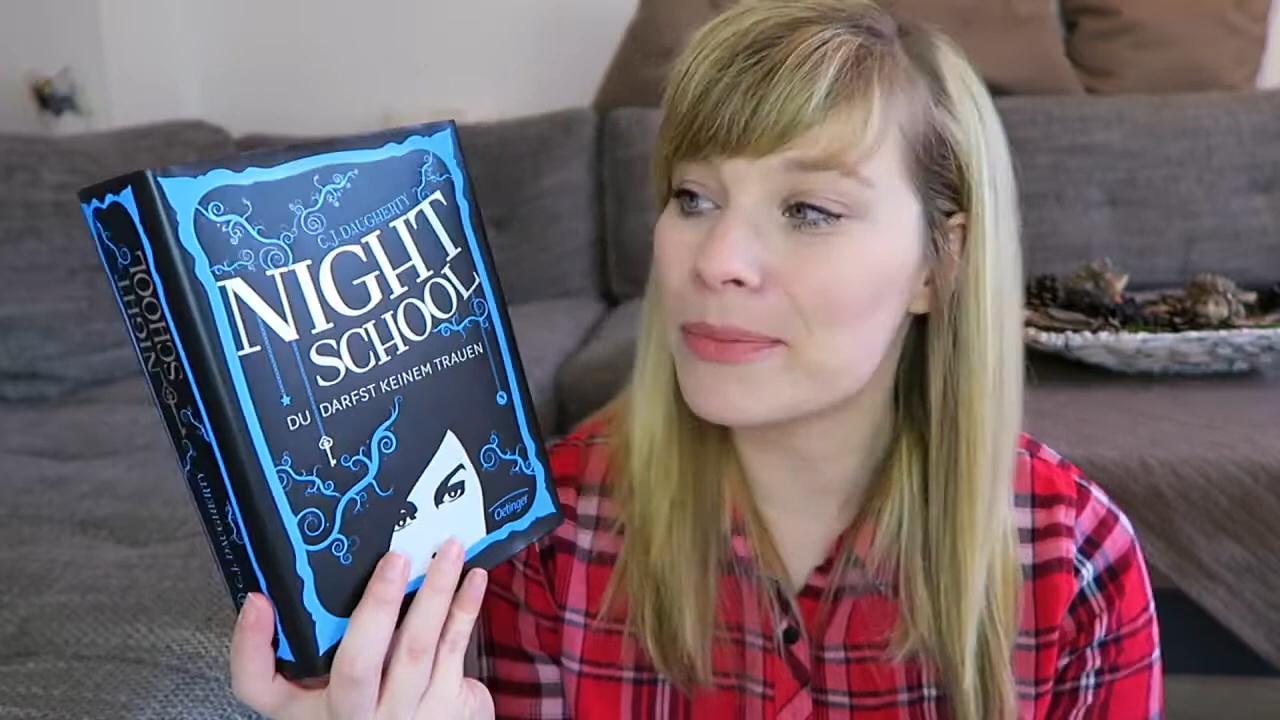 C.J. DAUGHERTY
NIGHT
SCHOOL
DU DARFST KEINEM TRAUEN
Oetinger
NIGHT
SCHOOL
C.J. DAUGHERTY